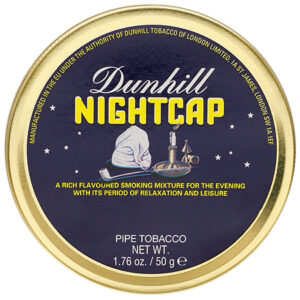 MANUFACTURED IN THE EU UNDER THE AUTHORITY OF DUNHILL TOBACCO OF LONDON LIMITED, 1A ST JAMES, LONDON SW1A 1EF
Dunhill
NIGHTCAP
A RICH FLAVOURED SMOKING MIXTURE FOR THE EVENING
WITH ITS PERIOD OF RELAXATION AND LEISURE
PIPE TOBACCO
NET WT.
1.76 oz. / 50 g ℮